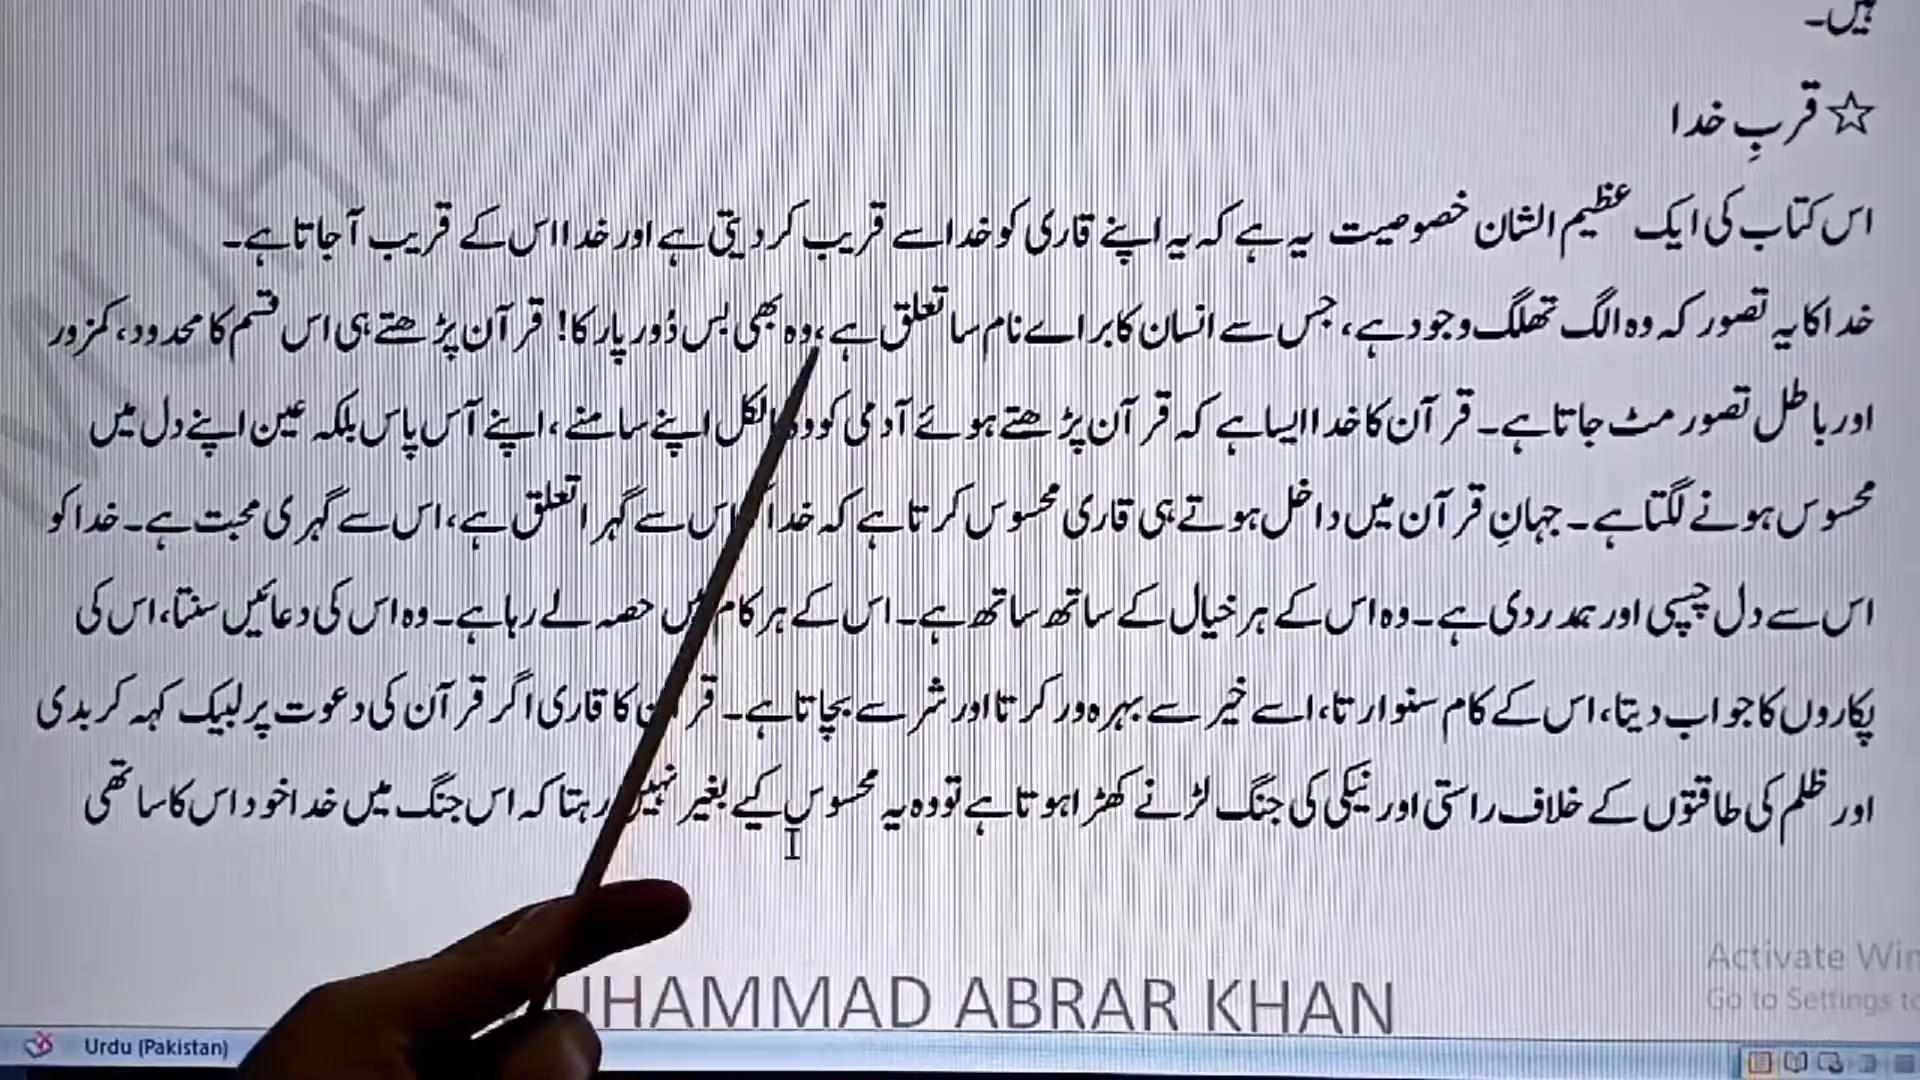 ہیں۔
☆ قربِ خدا
اس کتاب کی ایک عظیم الشان خصوصیت یہ ہے کہ یہ اپنے قاری کو خدا سے قریب کر دیتی ہے اور خدا اس کے قریب آ جاتا ہے۔
خدا کا یہ تصور کہ وہ الگ تھلگ وجود ہے، جس سے انسان کا براے نام سا تعلق ہے، وہ بھی بس دُور پار کا! قرآن پڑھتے ہی اس قسم کا محدود، کمزور
اور باطل تصور مٹ جاتا ہے۔ قرآن کا خدا ایسا ہے کہ قرآن پڑھتے ہوئے آدمی کو وہ اپنے سامنے، اپنے آس پاس بلکہ عین اپنے دل میں
محسوس ہونے لگتا ہے۔ جہانِ قرآن میں داخل ہوتے ہی قاری محسوس کرتا ہے کہ خدا اس سے گہرا تعلق ہے، اس سے گہری محبت ہے۔ خدا کو
اس سے دل چسپی اور ہمدردی ہے۔ وہ اس کے ہر خیال کے ساتھ ساتھ ہے۔ اس کے ہر کام میں حصہ لے رہا ہے۔ وہ اس کی دعائیں سنتا، اس کی
پکاروں کا جواب دیتا، اس کے کام سنوارتا، اسے خیر سے بہرہ ور کرتا اور شر سے بچاتا ہے۔ قرآن کا قاری اگر قرآن کی دعوت پر لبیک کہہ کر بدی
اور ظلم کی طاقتوں کے خلاف راستی اور نیکی کی جنگ لڑنے کھڑا ہوتا ہے تو وہ یہ محسوس کیے بغیر نہیں رہتا کہ اس جنگ میں خدا خود اس کا ساتھی
MUHAMMAD ABRAR KHAN
Activate Win
Go to Settings to
Urdu (Pakistan)